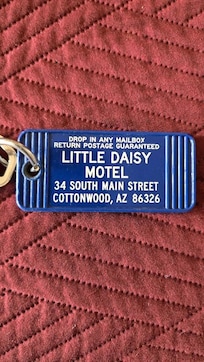 DROP IN ANY MAILBOX
RETURN POSTAGE GUARANTEED
LITTLE DAISY
MOTEL
34 SOUTH MAIN STREET
COTTONWOOD, AZ 86326